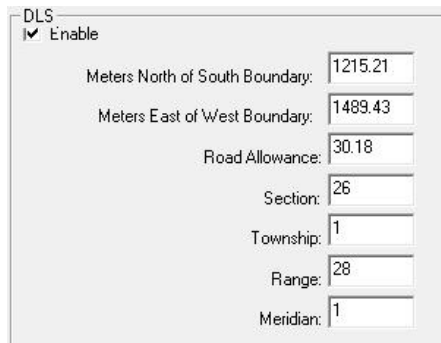 DLS
Enable
Meters North of South Boundary: 1215.21
Meters East of West Boundary: 1489.43
Road Allowance: 30.18
Section: 26
Township: 1
Range: 28
Meridian: 1